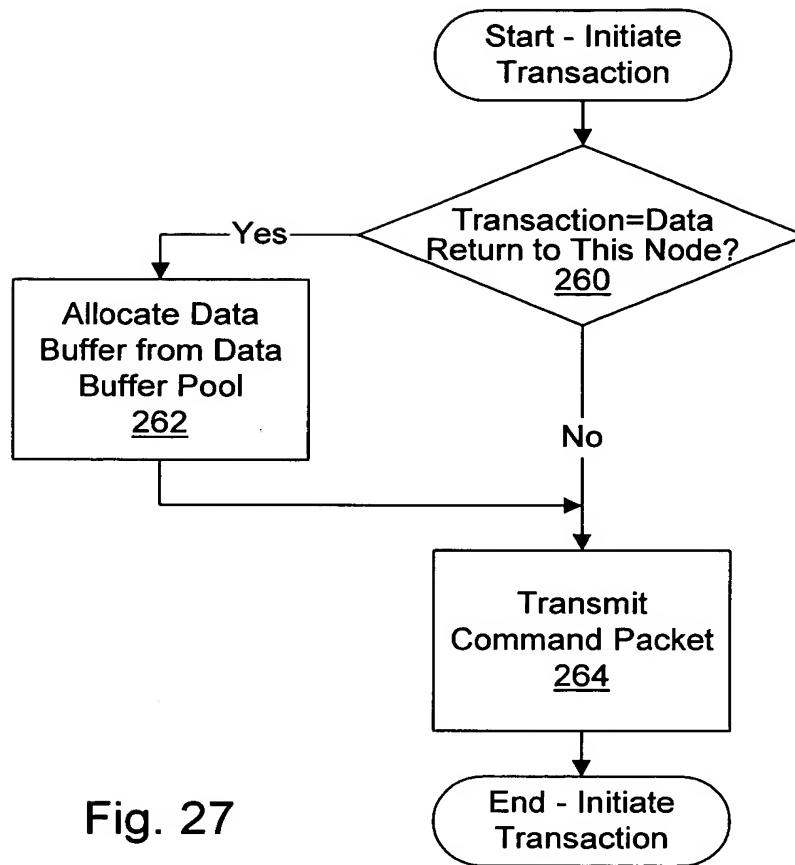 Start - Initiate
Transaction
Transaction=Data
Return to This Node?
260
Yes
Allocate Data
Buffer from Data
Buffer Pool
262
No
Transmit
Command Packet
264
End - Initiate
Transaction
Fig. 27